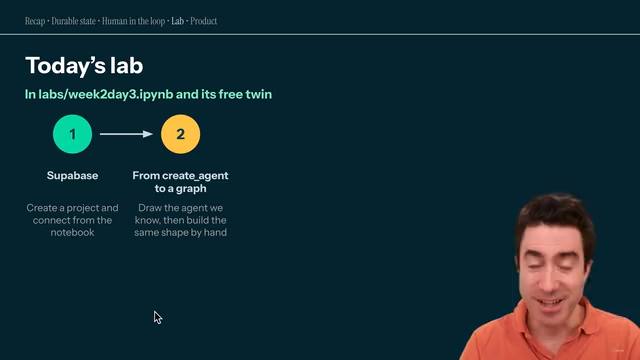 Recap • Durable state • Human in the loop • Lab • Product
Today's lab
In labs/week2day3.ipynb and its free twin
1
2
Supabase
From create_agent
to a graph
Create a project and
connect from the
notebook
Draw the agent we
know, then build the
same shape by hand